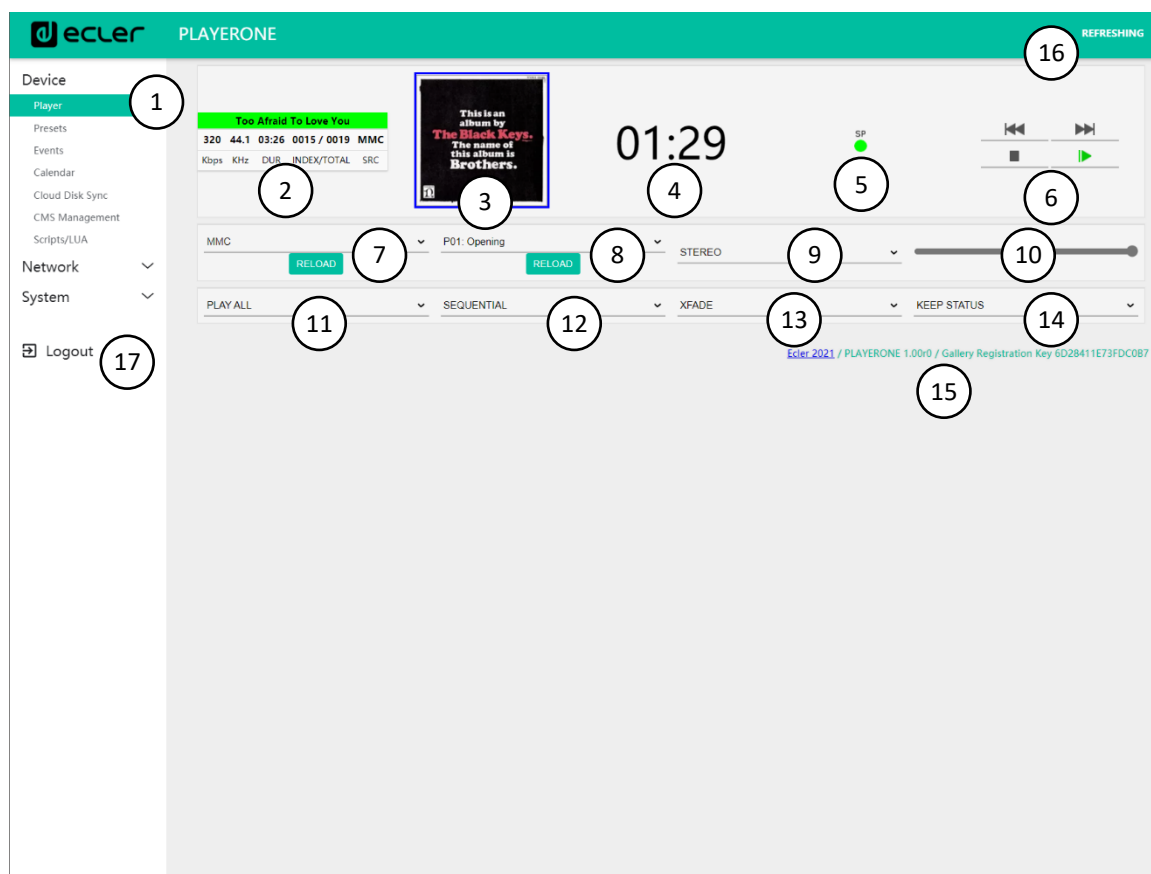 ecler
PLAYERONE
REFRESHING
16
Device
Player
1
Presets
Events
Calendar
Cloud Disk Sync
CMS Management
Scripts/LUA
Network
System
Logout
17
Too Afraid To Love You
320 44.1 03:26 0015 / 0019 MMC
Kbps KHz DUR INDEX/TOTAL SRC
2
This is an
album by
The Black Keys.
The name of
this album is
Brothers.
3
01:29
4
SP
5
6
MMC
RELOAD
7
P01: Opening
RELOAD
8
STEREO
9
10
PLAY ALL
11
SEQUENTIAL
12
XFADE
13
KEEP STATUS
14
Ecler 2021 / PLAYERONE 1.00r0 / Gallery Registration Key 6D28411E73FDC0B7
15